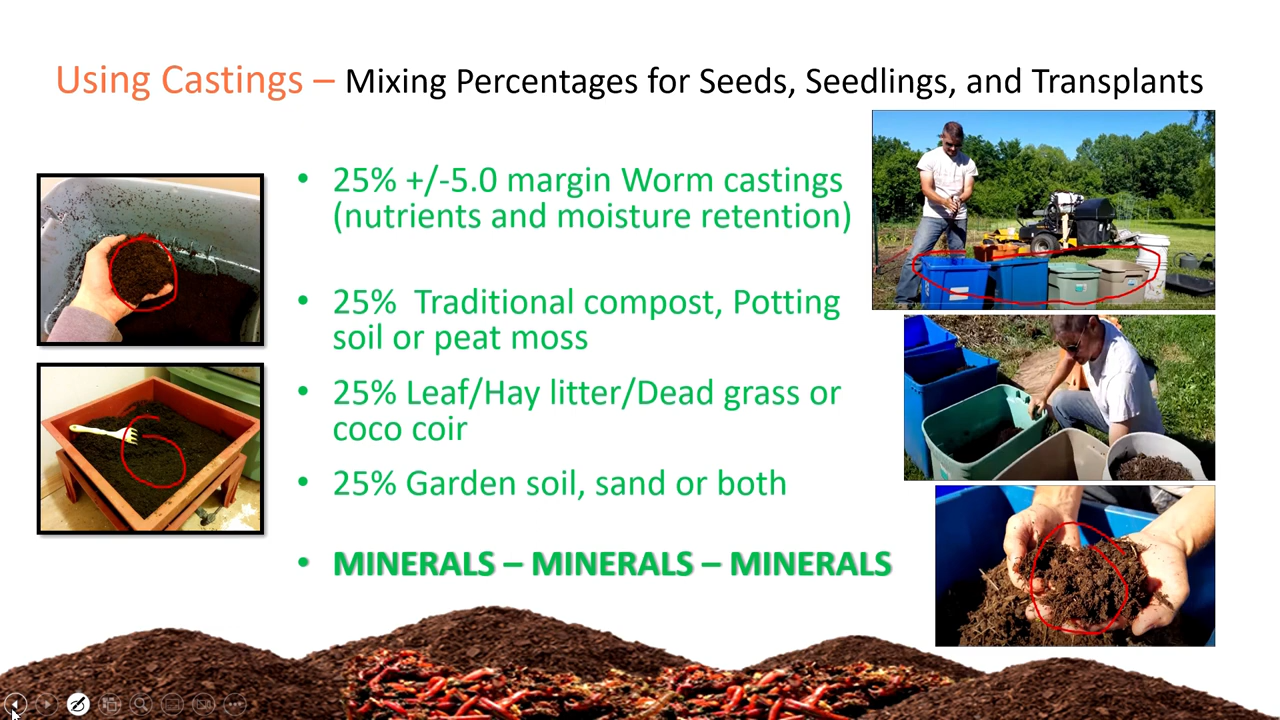 Using Castings – Mixing Percentages for Seeds, Seedlings, and Transplants
• 25% +/-5.0 margin Worm castings
(nutrients and moisture retention)
• 25%  Traditional compost, Potting
soil or peat moss
• 25% Leaf/Hay litter/Dead grass or
coco coir
• 25% Garden soil, sand or both
• MINERALS – MINERALS – MINERALS